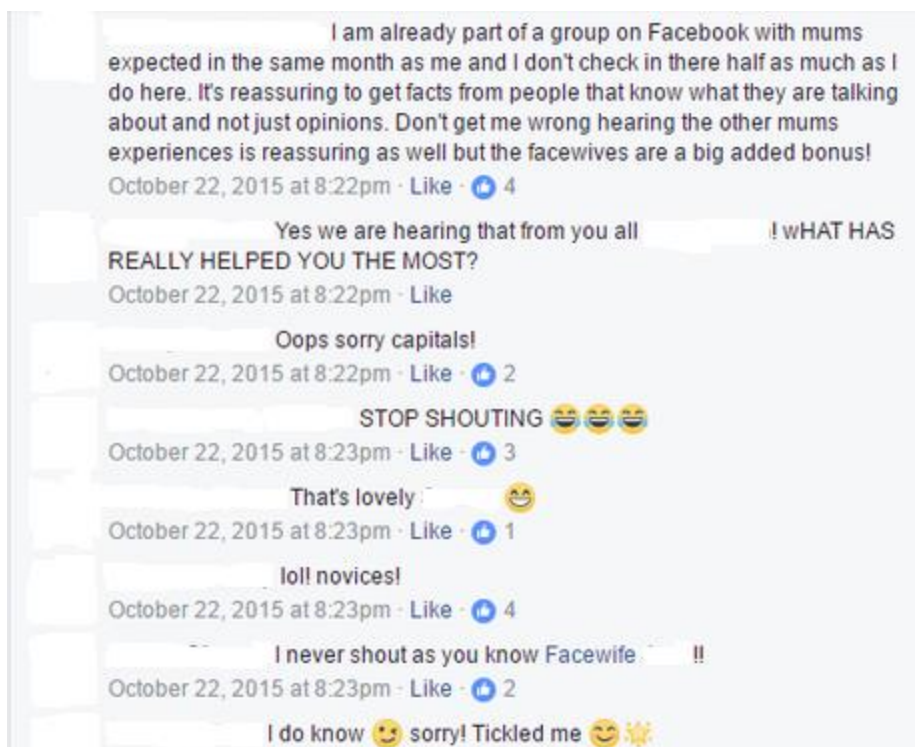 I am already part of a group on Facebook with mums
expected in the same month as me and I don't check in there half as much as I
do here. It's reassuring to get facts from people that know what they are talking
about and not just opinions. Don't get me wrong hearing the other mums
experiences is reassuring as well but the facewives are a big added bonus!
October 22, 2015 at 8:22pm · Like · 4
Yes we are hearing that from you all ! wHAT HAS
REALLY HELPED YOU THE MOST?
October 22, 2015 at 8:22pm · Like
Oops sorry capitals!
October 22, 2015 at 8:22pm · Like · 2
STOP SHOUTING 😂😂😂
October 22, 2015 at 8:23pm · Like · 3
That's lovely 😁
October 22, 2015 at 8:23pm · Like · 1
lol! novices!
October 22, 2015 at 8:23pm · Like · 4
I never shout as you know Facewife !!
October 22, 2015 at 8:23pm · Like · 2
I do know 😉 sorry! Tickled me 😊🌟